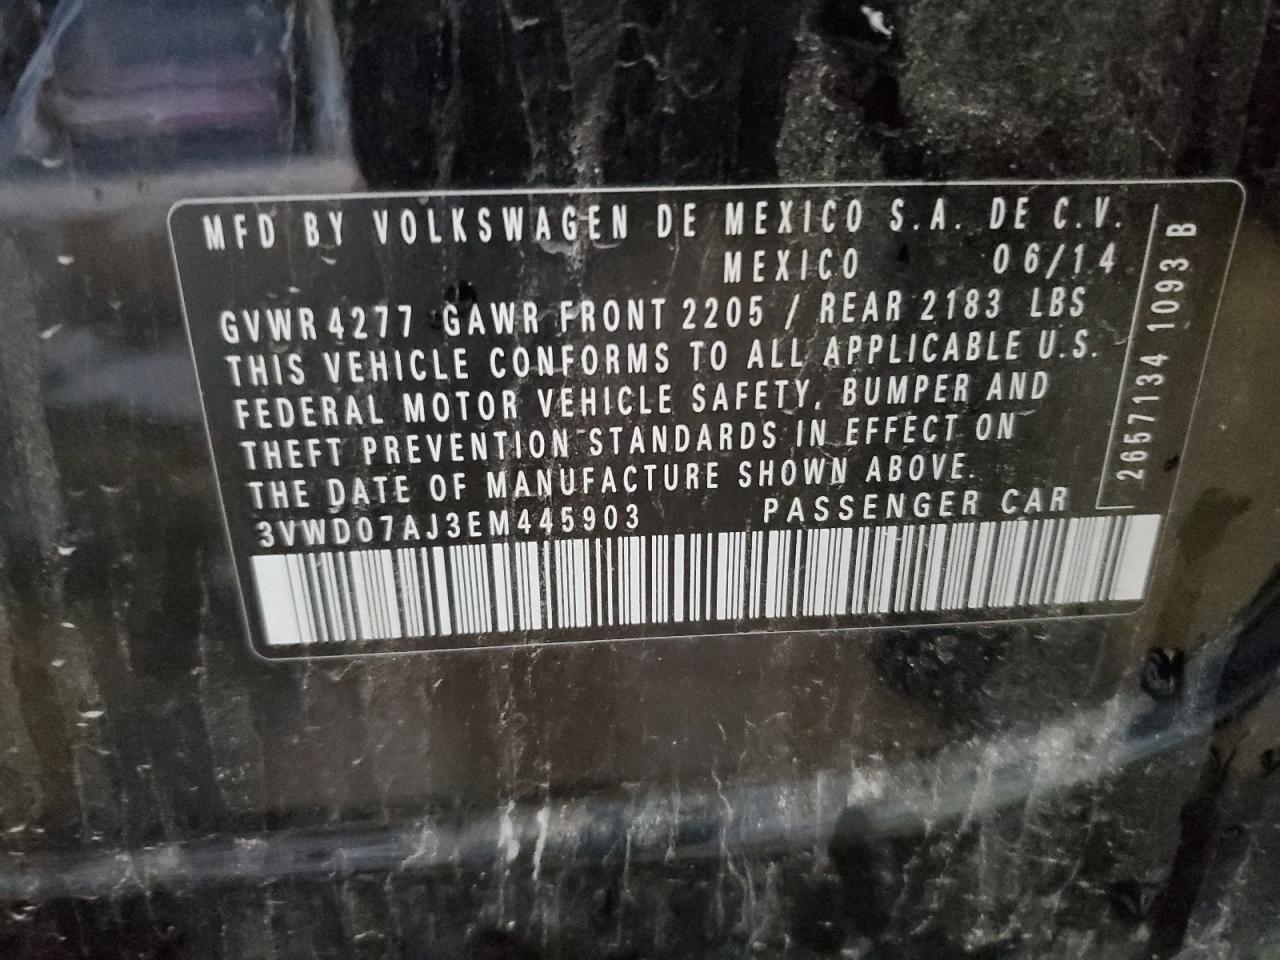 MFD BY VOLKSWAGEN DE MEXICO S.A. DE C.V.
MEXICO 06/14
GVWR 4277 GAWR FRONT 2205 / REAR 2183 LBS
THIS VEHICLE CONFORMS TO ALL APPLICABLE U.S.
FEDERAL MOTOR VEHICLE SAFETY, BUMPER AND
THEFT PREVENTION STANDARDS IN EFFECT ON
THE DATE OF MANUFACTURE SHOWN ABOVE.
3VWD07AJ3EM445903 PASSENGER CAR
2657134 1093 B